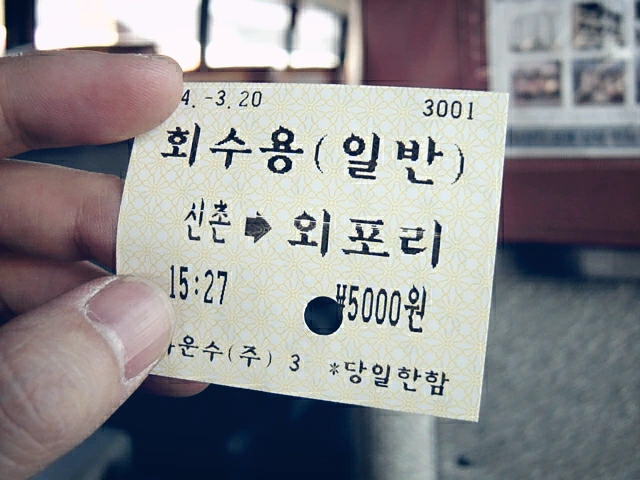 4.-3.20 3001
회수용(일반)
신촌 ➡ 외포리
15:27 ₩5000원
운수(주) 3 *당일한함